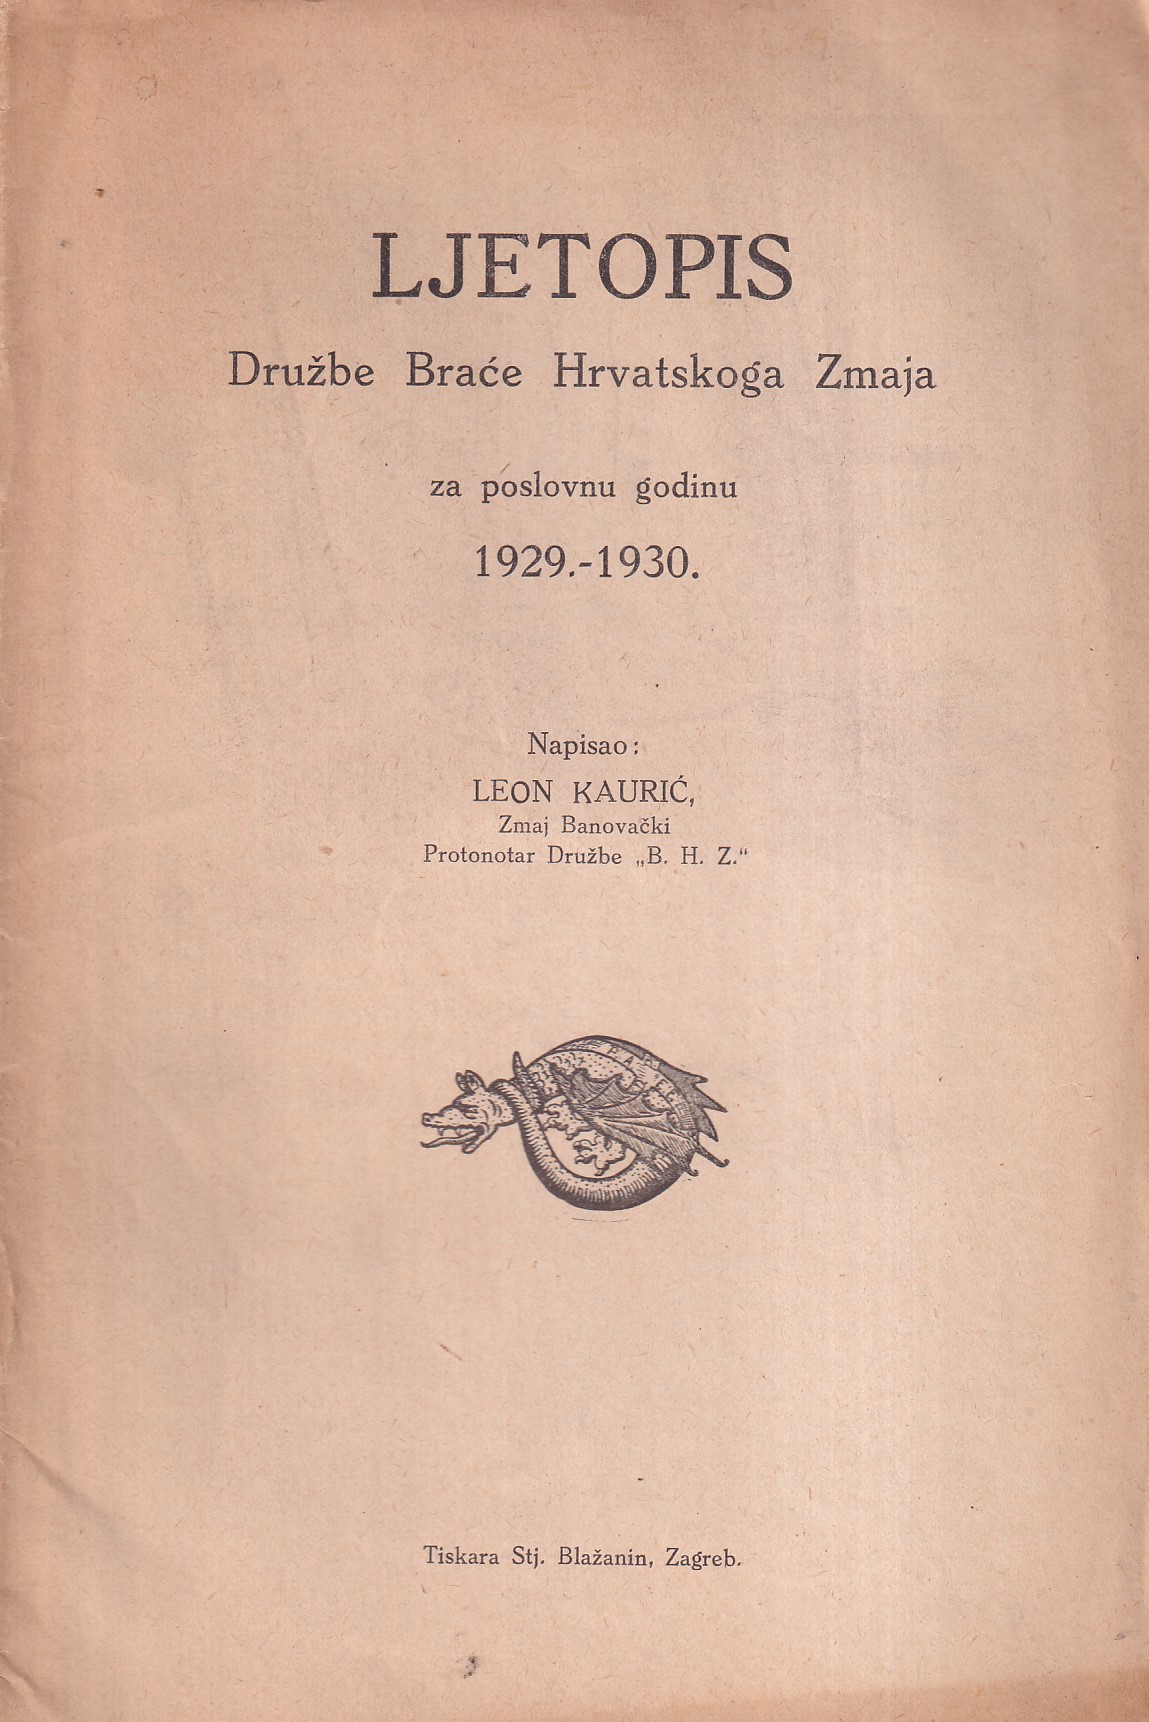 LJETOPIS
Družbe Braće Hrvatskoga Zmaja
za poslovnu godinu
1929.-1930.
Napisao:
LEON KAURIĆ,
Zmaj Banovački
Protonotar Družbe „B. H. Z.“
Tiskara Stj. Blažanin, Zagreb.